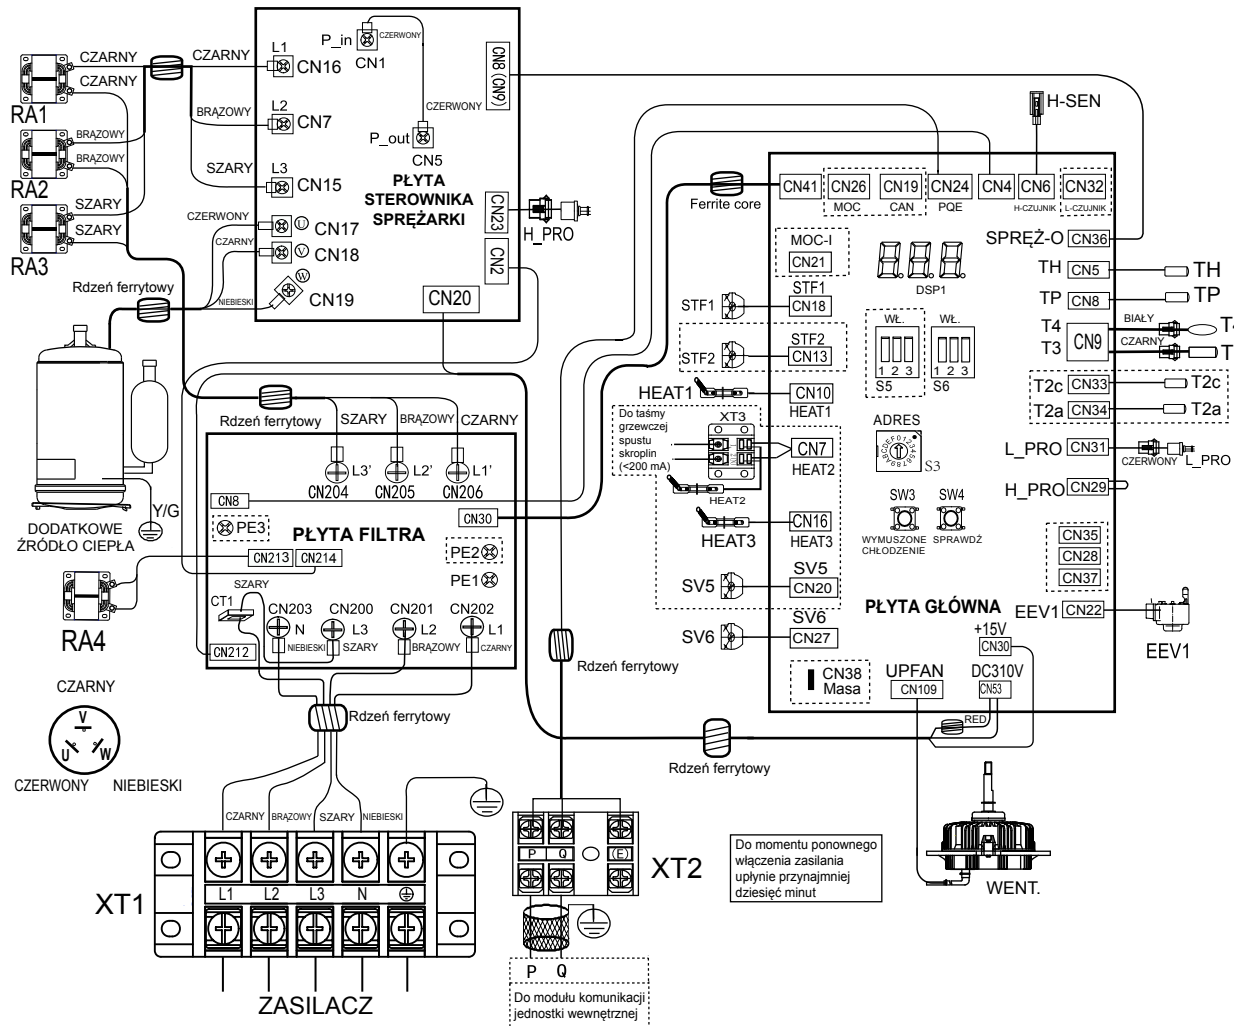 CZARNY
CZARNY
RA1
BRĄZOWY
BRĄZOWY
RA2
SZARY
SZARY
RA3
CZARNY
BRĄZOWY
SZARY
CZERWONY
CZARNY
NIEBIESKI
Rdzeń ferrytowy
L1
CN16
L2
CN7
L3
CN15
U
CN17
V
CN18
W
CN19
P_in
CN1
CZERWONY
CZERWONY
P_out
CN5
PŁYTA
STEROWNIKA
SPRĘŻARKI
CN8 (CN9)
CN23
CN2
CN20
H_PRO
Ferrite core
H-SEN
CN41
CN26
CN19
CN24
CN4
CN6
CN32
MOC
CAN
PQE
H-CZUJNIK
L-CZUJNIK
MOC-I
CN21
DSP1
SPRĘŻ-O
CN36
TH
CN5
TH
TP
CN8
TP
T4
T3
CN9
BIAŁY
CZARNY
T4
T
T2c
CN33
T2c
T2a
CN34
T2a
L_PRO
CN31
CZERWONY
L_PRO
H_PRO
CN29
CN35
CN28
CN37
EEV1
CN22
EEV1
STF1
STF1
CN18
STF2
STF2
CN13
HEAT1
CN10
HEAT1
WŁ.
1 2 3
S5
WŁ.
1 2 3
S6
ADRES
0123456789ABCDEF
S3
SW3
SW4
WYMUSZONE
CHŁODZENIE
SPRAWDŹ
Do taśmy
grzewczej
spustu
skroplin
(<200 mA)
XT3
CN7
HEAT2
HEAT2
CN16
HEAT3
HEAT3
SV5
SV5
CN20
SV6
SV6
CN27
PŁYTA GŁÓWNA
CN38
Masa
UPFAN
CN109
+15V
CN30
DC310V
CN53
RED
Rdzeń ferrytowy
Rdzeń ferrytowy
Rdzeń ferrytowy
Y/G
DODATKOWE
ŹRÓDŁO CIEPŁA
RA4
SZARY
BRĄZOWY
CZARNY
L3'
L2'
L1'
CN204
CN205
CN206
CN8
CN30
PE3
PŁYTA FILTRA
PE2
PE1
CN213
CN214
SZARY
CT1
CN203
CN200
CN201
CN202
N
L3
L2
L1
NIEBIESKI
SZARY
BRĄZOWY
CZARNY
CN212
Rdzeń ferrytowy
CZARNY
V
U
W
CZERWONY
NIEBIESKI
CZARNY
BRĄZOWY
SZARY
NIEBIESKI
XT1
L1
L2
L3
N
ZASILACZ
P
Q
(E)
XT2
P
Q
Do modułu komunikacji
jednostki wewnętrznej
Do momentu ponownego
włączenia zasilania
upłynie przynajmniej
dziesięć minut
WENT.